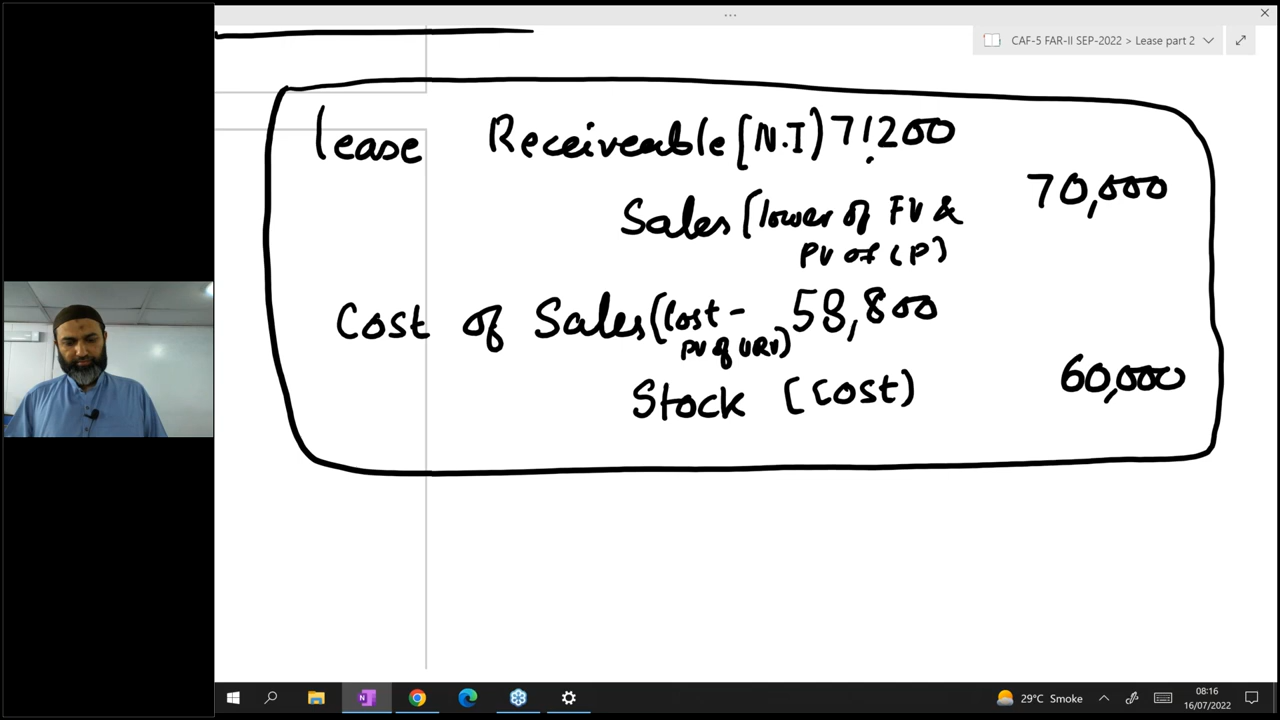 CAF-5 FAR-II SEP-2022 > Lease part 2
lease Receiveable [N.I) 71200
70,000
Sales [lower of FV &
PV of LP)
Cost of Sales (Cost - 58,800
PV of URV)
Stock [Cost) 60,000
29°C Smoke
08:16
16/07/2022